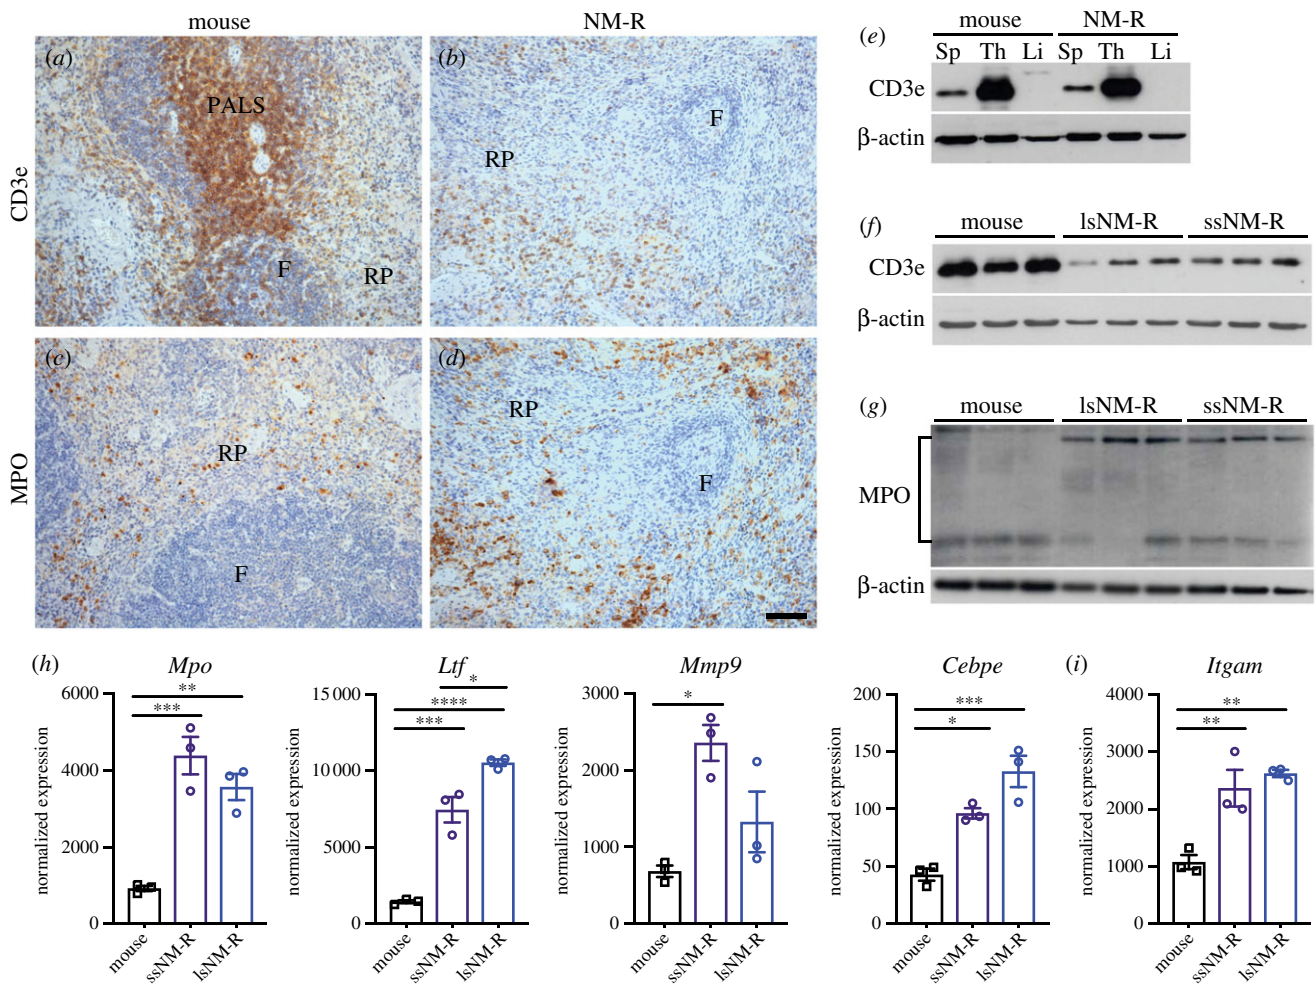 mouse NM-R
CD3e
(a) PALS F RP
(b) F RP
MPO
(c) RP F
(d) RP F
(e) mouse NM-R
Sp Th Li Sp Th Li
CD3e
β-actin
(f) mouse lsNM-R ssNM-R
CD3e
β-actin
(g) mouse lsNM-R ssNM-R
MPO
β-actin
(h) Mpo
normalized expression
6000
4000
2000
0
** 
***
mouse ssNM-R lsNM-R
Ltf
normalized expression
15 000
10 000
5000
0
*
****
***
mouse ssNM-R lsNM-R
Mmp9
normalized expression
3000
2000
1000
0
*
mouse ssNM-R lsNM-R
Cebpe
normalized expression
200
150
100
50
0
***
*
mouse ssNM-R lsNM-R
(i) Itgam
normalized expression
4000
3000
2000
1000
0
**
**
mouse ssNM-R lsNM-R